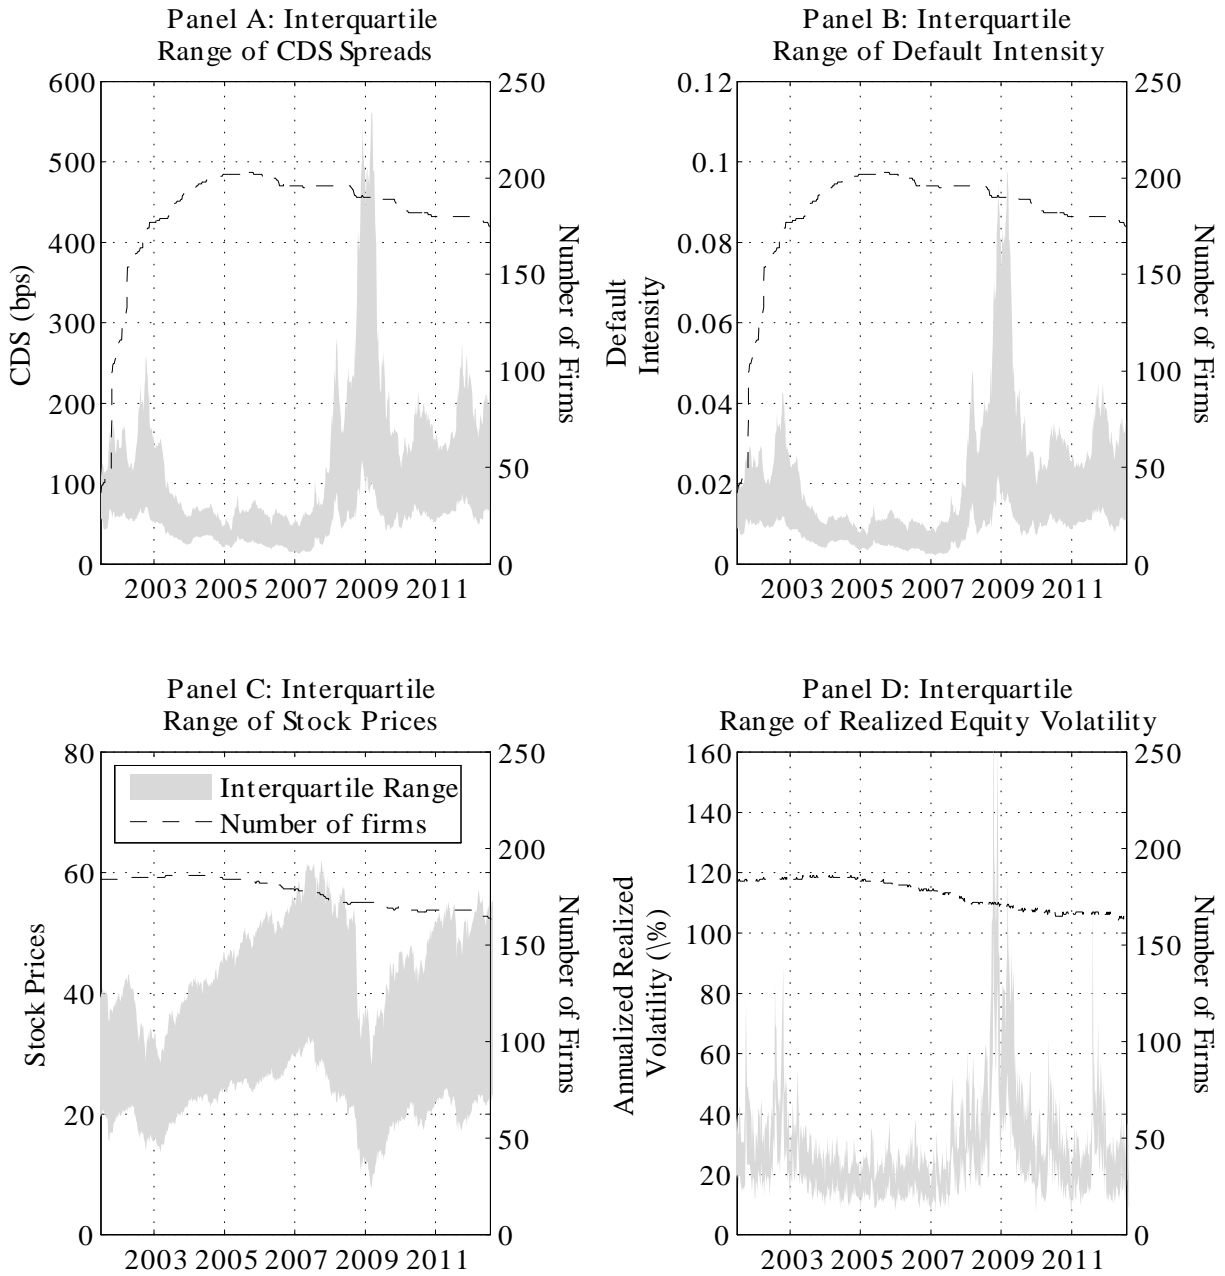 Panel A: Interquartile
Range of CDS Spreads
600
500
400
300
200
100
0
CDS (bps)
250
200
150
100
50
0
Number of Firms
2003 2005 2007 2009 2011
Panel B: Interquartile
Range of Default Intensity
0.12
0.1
0.08
0.06
0.04
0.02
0
Default
Intensity
250
200
150
100
50
0
Number of Firms
2003 2005 2007 2009 2011
Panel C: Interquartile
Range of Stock Prices
80
60
40
20
0
Stock Prices
Interquartile Range
Number of firms
250
200
150
100
50
0
Number of Firms
2003 2005 2007 2009 2011
Panel D: Interquartile
Range of Realized Equity Volatility
160
140
120
100
80
60
40
20
0
Annualized Realized
Volatility (\%)
250
200
150
100
50
0
Number of Firms
2003 2005 2007 2009 2011